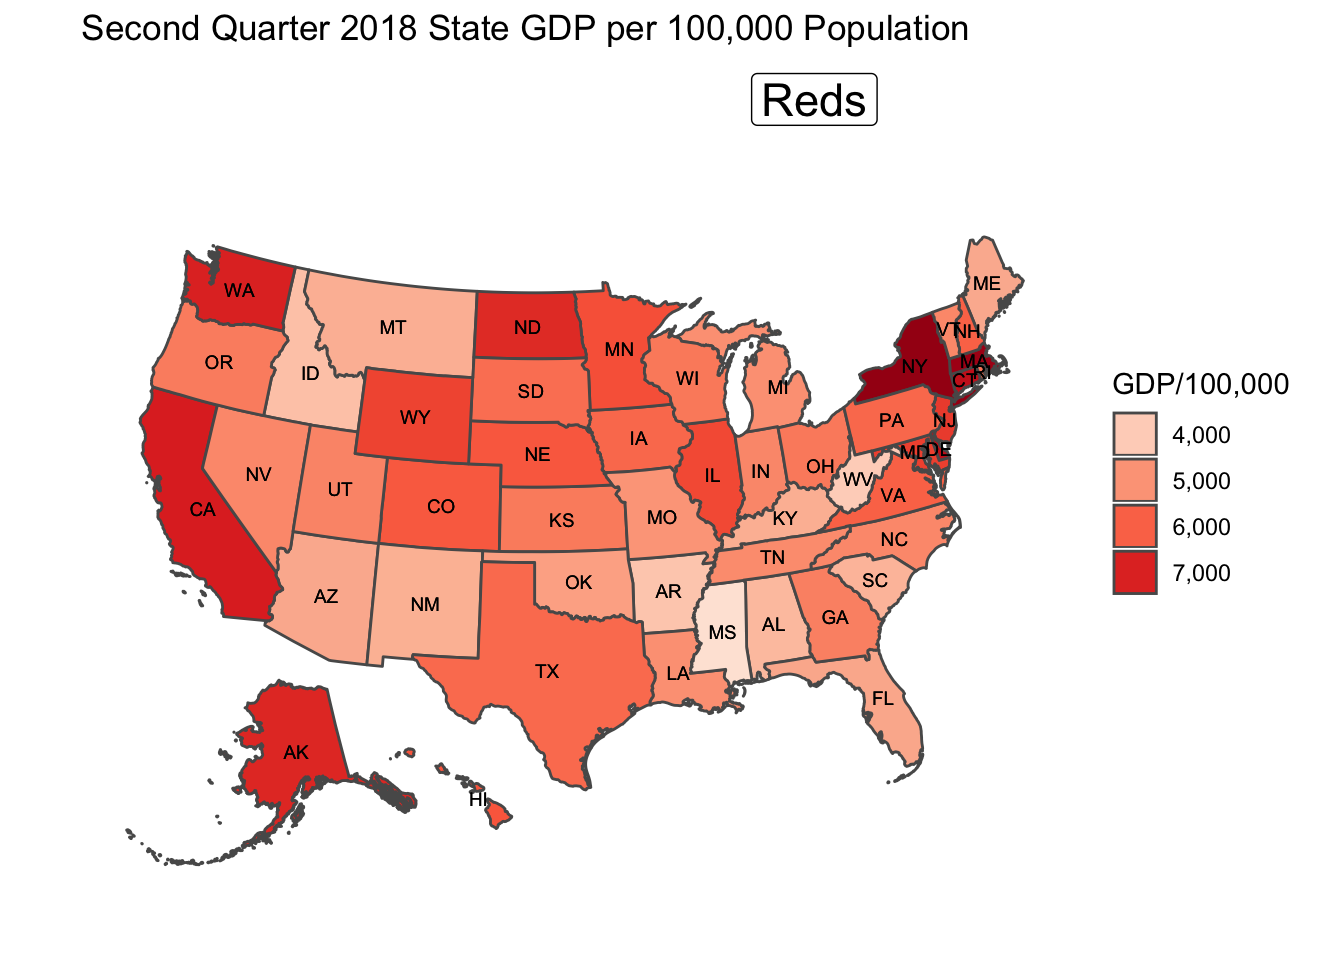 Second Quarter 2018 State GDP per 100,000 Population
Reds
ME
WA
MT
ND
VT
NH
OR
MN
MA
RI
CT
NY
ID
WI
MI
SD
WY
PA
NJ
IA
DE
MD
NE
OH
IN
IL
NV
WV
UT
VA
CA
CO
KS
MO
KY
NC
TN
OK
SC
AR
AZ
NM
GA
AL
MS
TX
LA
FL
AK
HI
GDP/100,000
4,000
5,000
6,000
7,000